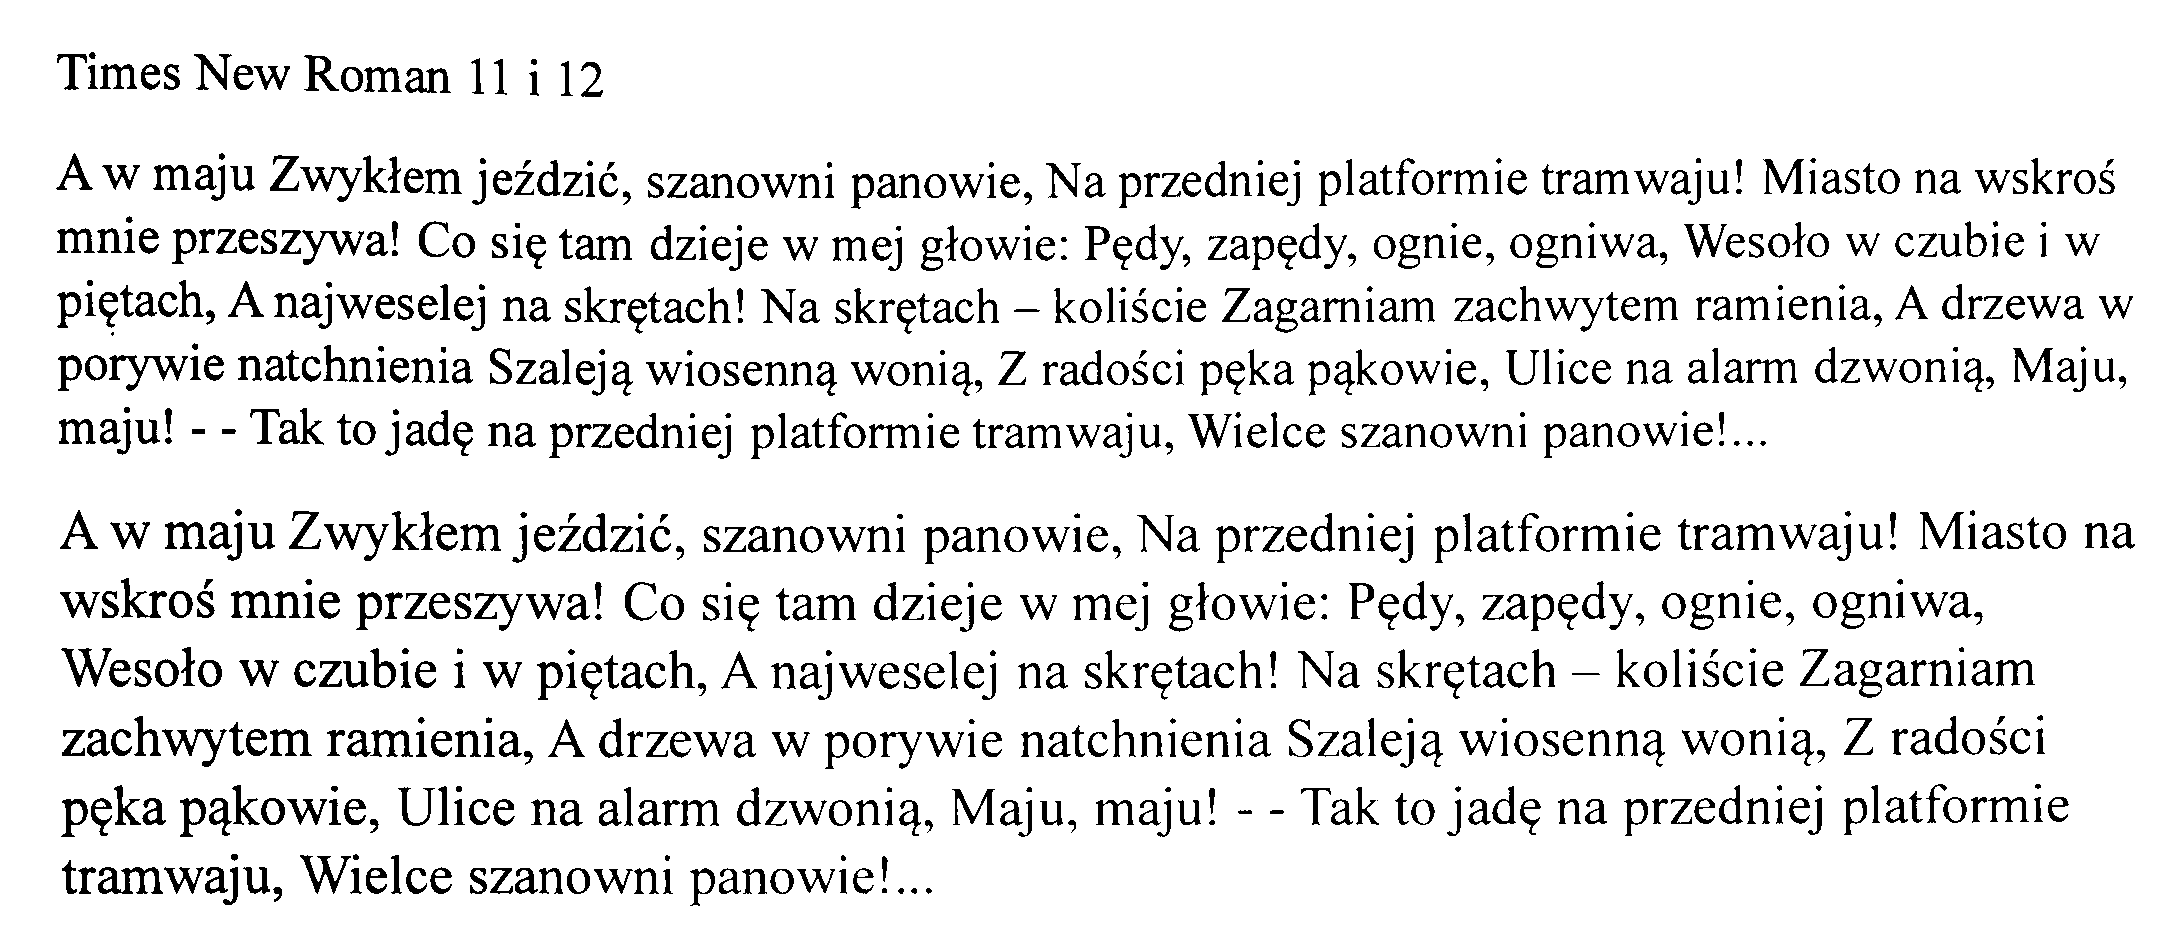 Times New Roman 11 i 12
A w maju Zwykłem jeździć, szanowni panowie, Na przedniej platformie tramwaju! Miasto na wskroś
mnie przeszywa! Co się tam dzieje w mej głowie: Pędy, zapędy, ognie, ogniwa, Wesoło w czubie i w
piętach, A najweselej na skrętach! Na skrętach – koliście Zagarniam zachwytem ramienia, A drzewa w
porywie natchnienia Szaleją wiosenną wonią, Z radości pęka pąkowie, Ulice na alarm dzwonią, Maju,
maju! - - Tak to jadę na przedniej platformie tramwaju, Wielce szanowni panowie!...
A w maju Zwykłem jeździć, szanowni panowie, Na przedniej platformie tramwaju! Miasto na
wskroś mnie przeszywa! Co się tam dzieje w mej głowie: Pędy, zapędy, ognie, ogniwa,
Wesoło w czubie i w piętach, A najweselej na skrętach! Na skrętach – koliście Zagarniam
zachwytem ramienia, A drzewa w porywie natchnienia Szaleją wiosenną wonią, Z radości
pęka pąkowie, Ulice na alarm dzwonią, Maju, maju! - - Tak to jadę na przedniej platformie
tramwaju, Wielce szanowni panowie!...